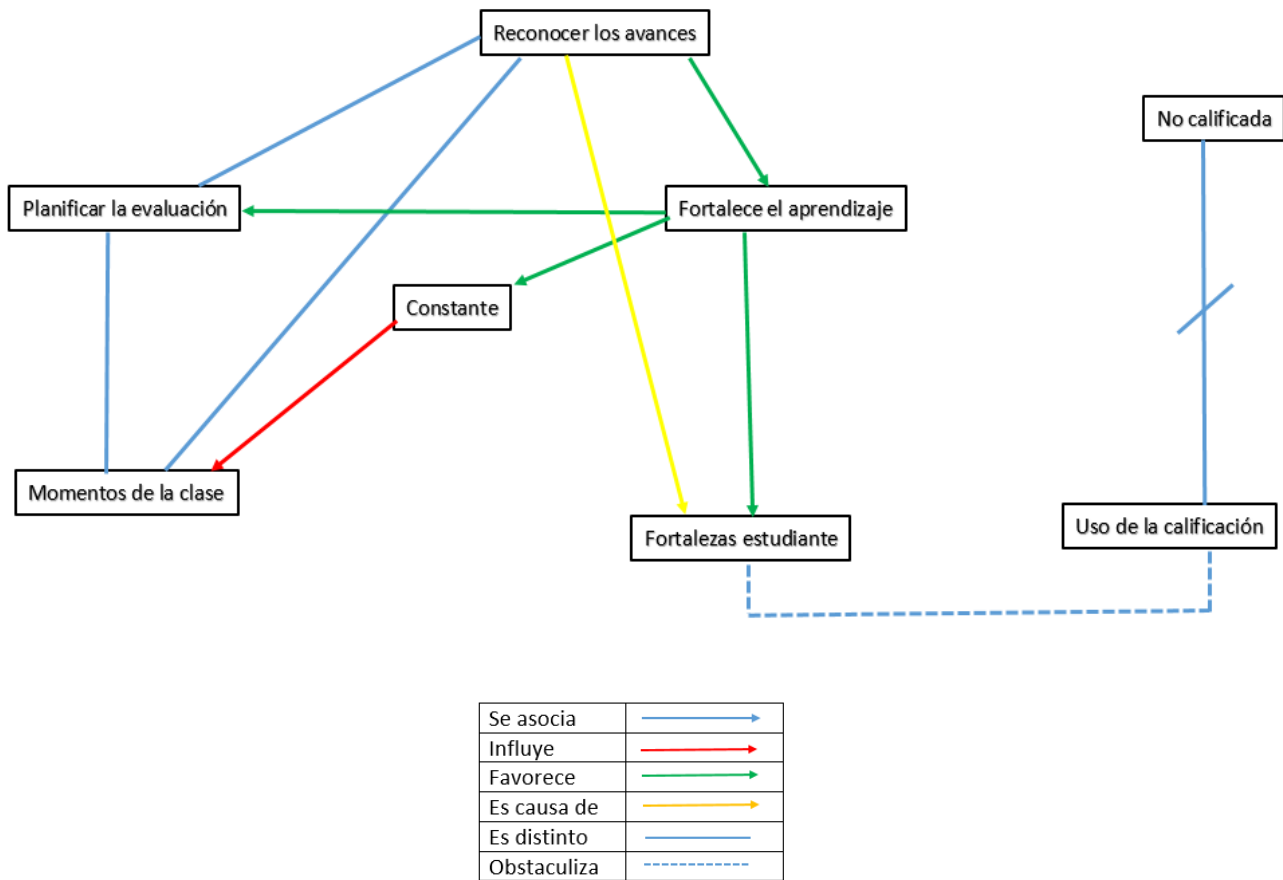 Reconocer los avances
No calificada
Planificar la evaluación
Fortalece el aprendizaje
Constante
Momentos de la clase
Fortalezas estudiante
Uso de la calificación
Se asocia
Influye
Favorece
Es causa de
Es distinto
Obstaculiza